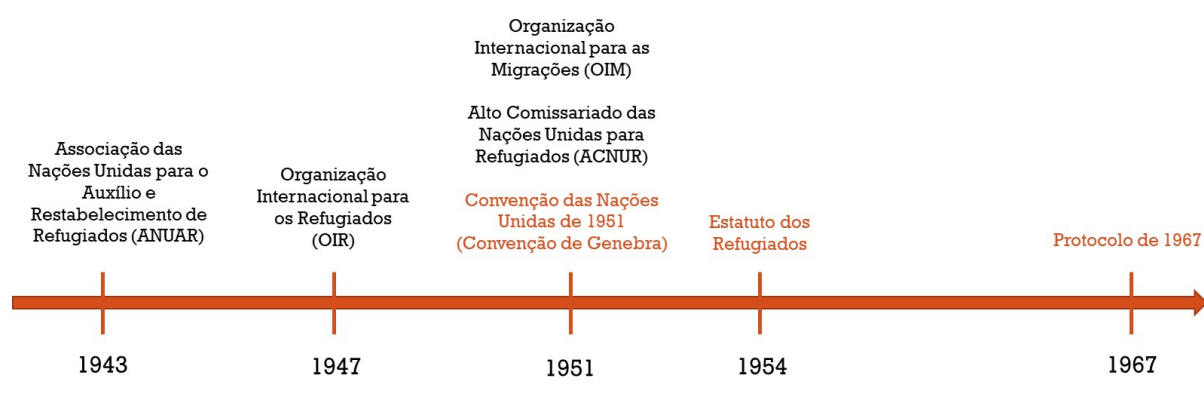 Associação das
Nações Unidas para o
Auxílio e
Restabelecimento de
Refugiados (ANUAR)
Organização
Internacional para
os Refugiados
(OIR)
Organização
Internacional para as
Migrações (OIM)
Alto Comissariado das
Nações Unidas para
Refugiados (ACNUR)
Convenção das Nações
Unidas de 1951
(Convenção de Genebra)
Estatuto dos
Refugiados
Protocolo de 1967
1943
1947
1951
1954
1967